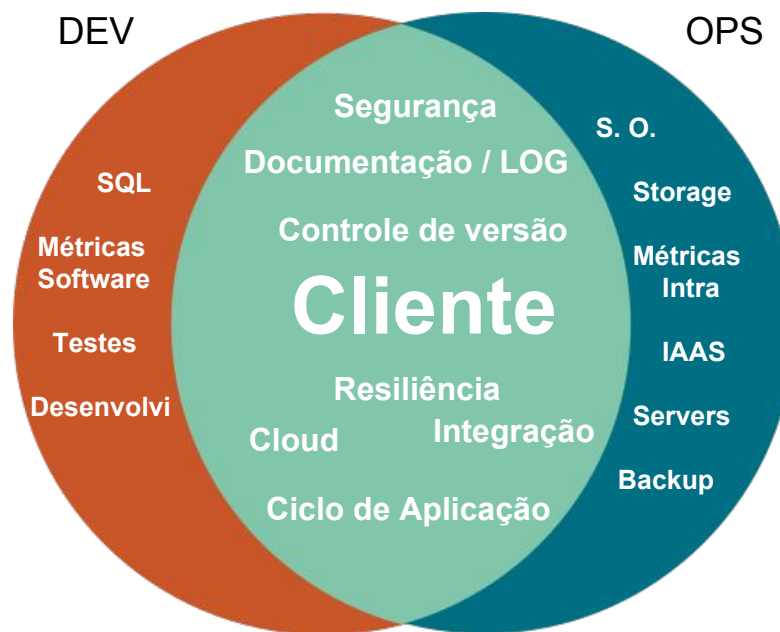 DEV
OPS
SQL
Métricas
Software
Testes
Desenvolvi
Segurança
Documentação / LOG
Controle de versão
Cliente
Resiliência
Cloud
Integração
Ciclo de Aplicação
S. O.
Storage
Métricas
Intra
IAAS
Servers
Backup